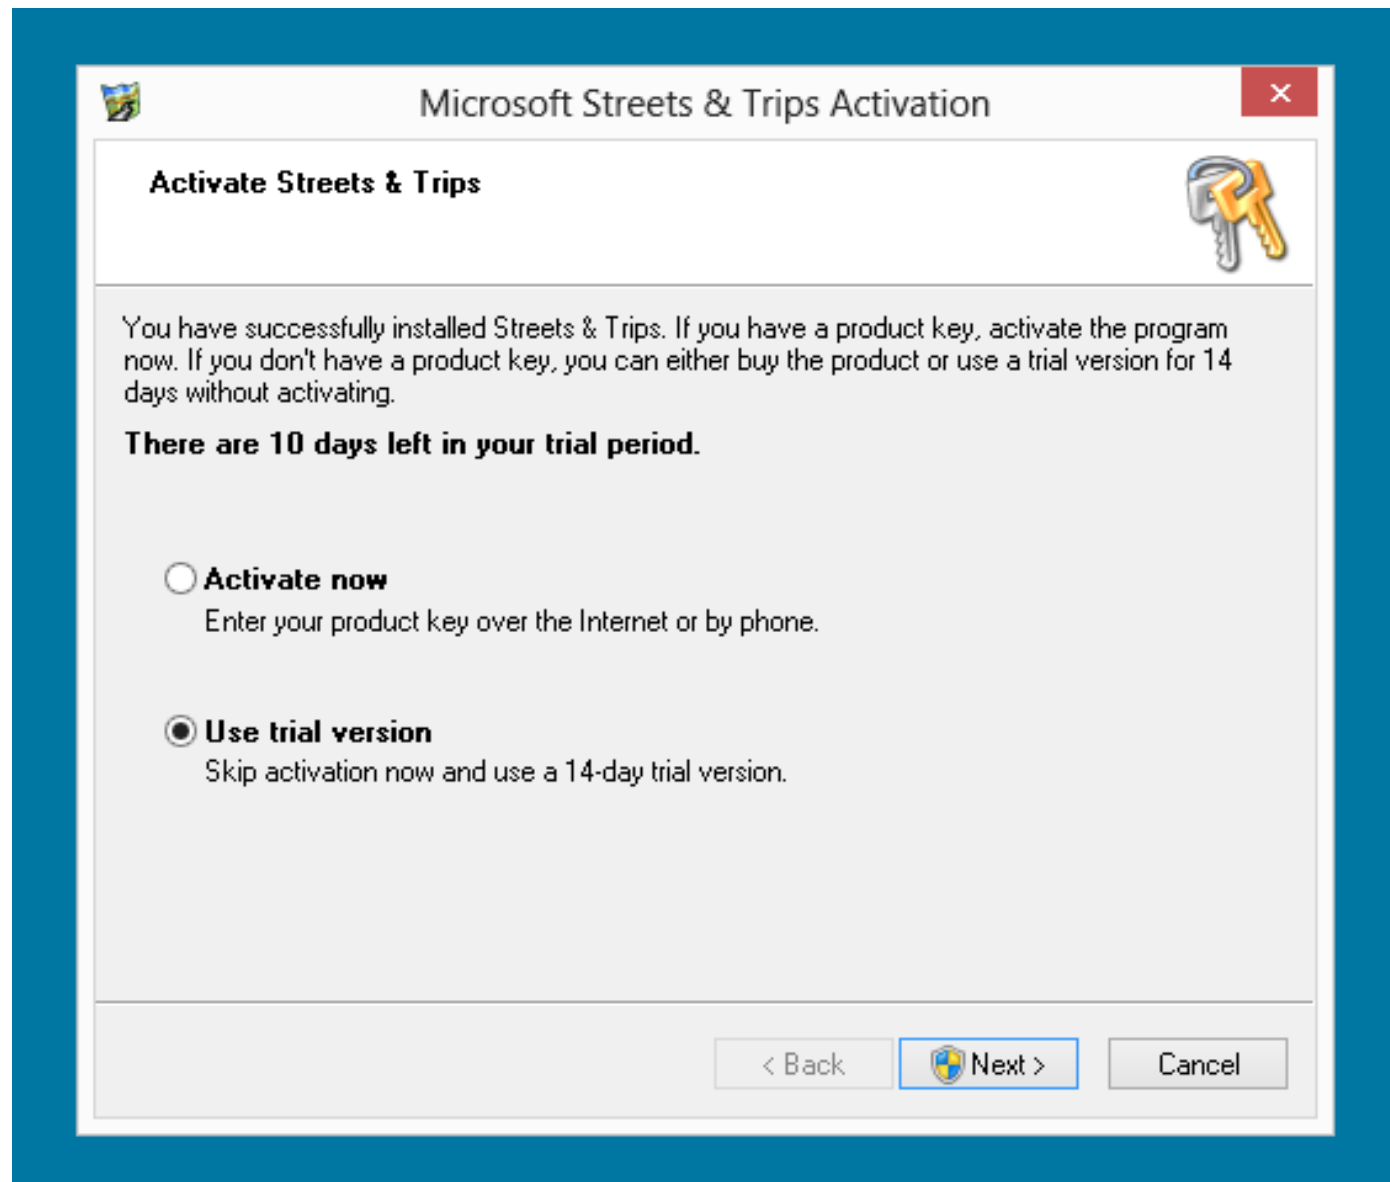 Microsoft Streets & Trips Activation
Activate Streets & Trips
You have successfully installed Streets & Trips. If you have a product key, activate the program
now. If you don't have a product key, you can either buy the product or use a trial version for 14
days without activating.
There are 10 days left in your trial period.
Activate now
Enter your product key over the Internet or by phone.
Use trial version
Skip activation now and use a 14-day trial version.
< Back Next > Cancel